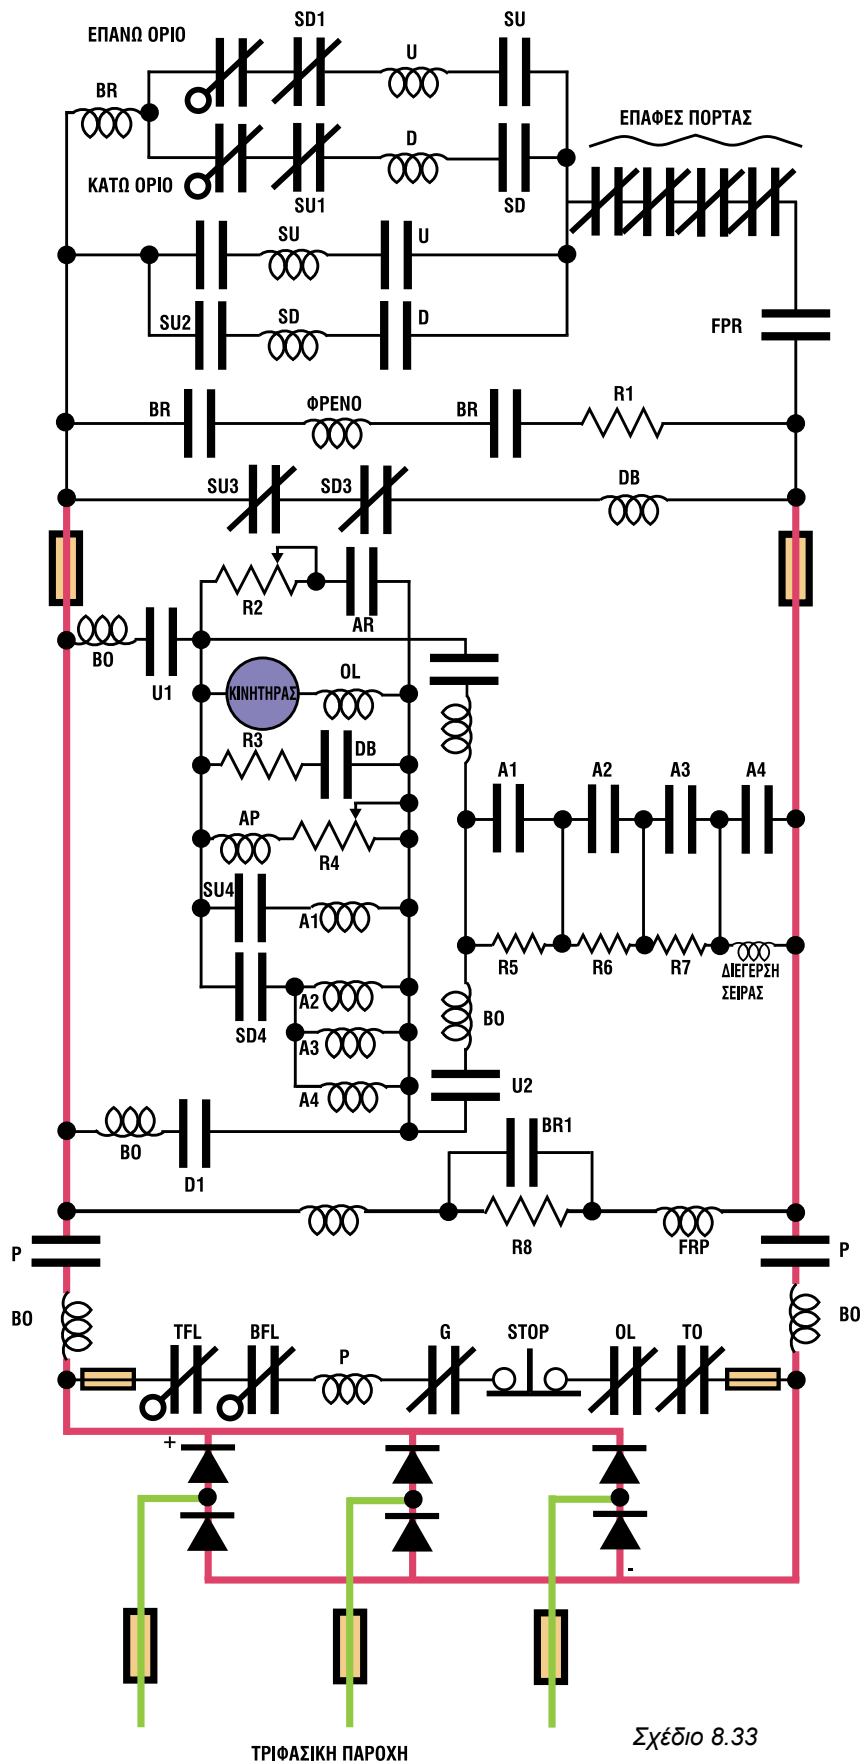 SD1 SU
ΕΠΑΝΩ ΟΡΙΟ U
BR
ΕΠΑΦΕΣ ΠΟΡΤΑΣ
D
ΚΑΤΩ ΟΡΙΟ
SU1 SD
SU U
SU2 SD D
FPR
BR ΦΡΕΝΟ BR R1
SU3 SD3 DB
R2 AR
BO U1
ΚΙΝΗΤΗΡΑΣ OL
R3 DB
A1 A2 A3 A4
AP R4
SU4 A1
R5 R6 R7 ΔΙΕΓΕΡΣΗ
ΣΕΙΡΑΣ
A2
SD4 A3
BO
A4 U2
BO D1
BR1
R8 FRP
P P
BO BO
TFL BFL P G STOP OL TO
+
-
ΤΡΙΦΑΣΙΚΗ ΠΑΡΟΧΗ
Σχέδιο 8.33